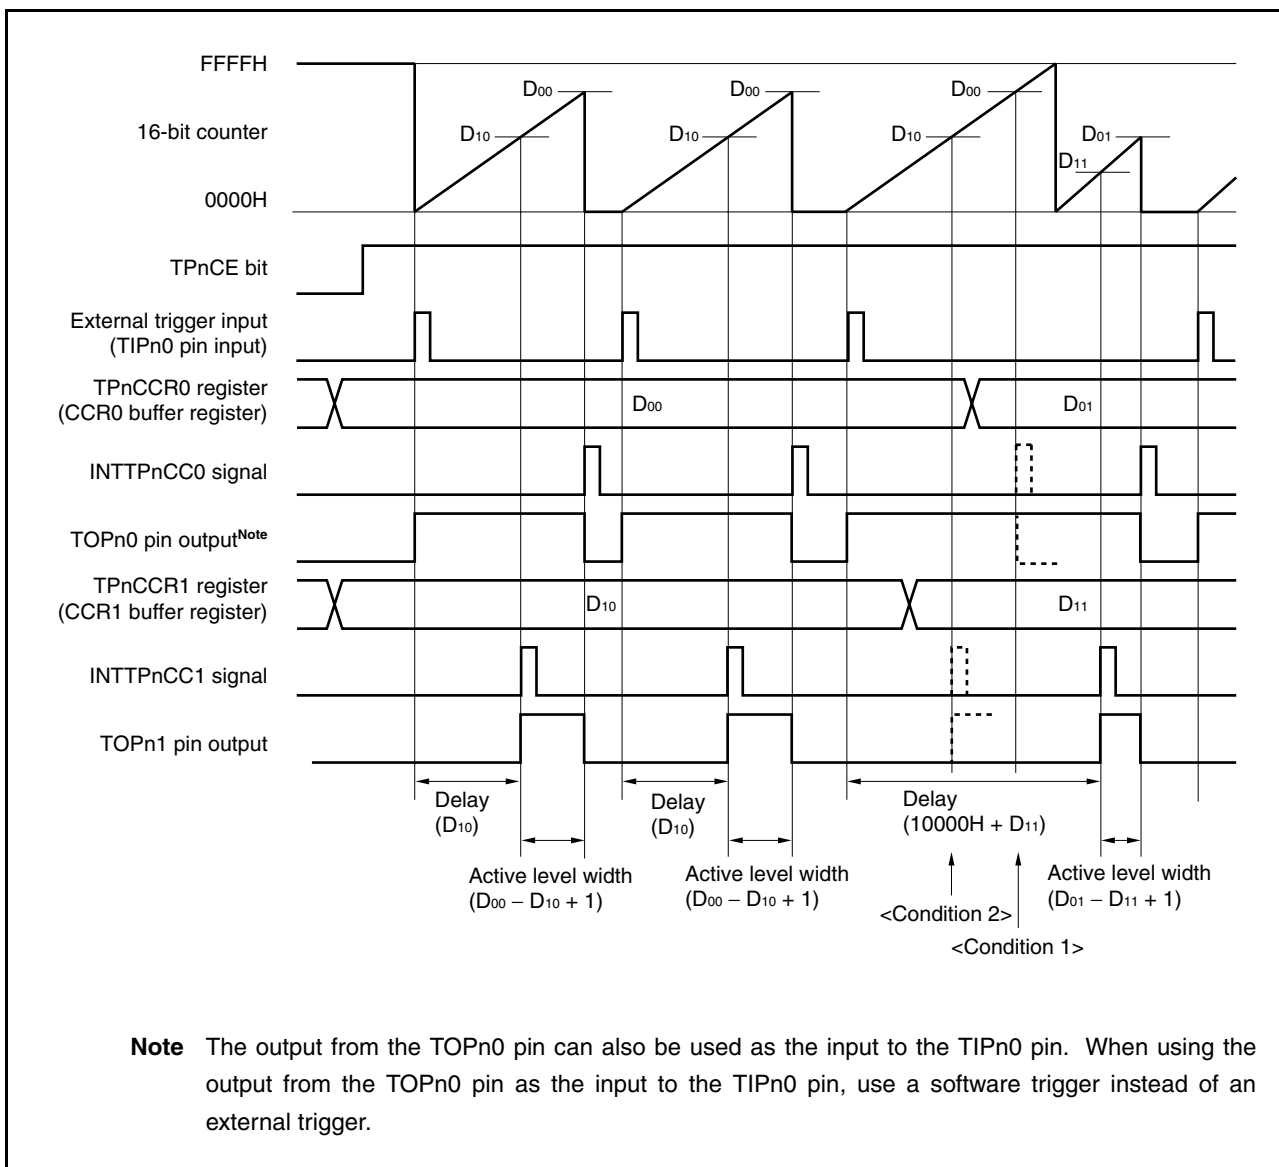 FFFFH
D00
D00
D00
16-bit counter
D10
D10
D10
D01
D11
0000H
TPnCE bit
External trigger input
(TIPn0 pin input)
TPnCCR0 register
(CCR0 buffer register)
D00
D01
INTTPnCC0 signal
TOPn0 pin outputNote
TPnCCR1 register
(CCR1 buffer register)
D10
D11
INTTPnCC1 signal
TOPn1 pin output
Delay
(D10)
Delay
(D10)
Delay
(10000H + D11)
Active level width
(D00 − D10 + 1)
Active level width
(D00 − D10 + 1)
Active level width
(D01 − D11 + 1)
<Condition 2>
<Condition 1>
Note The output from the TOPn0 pin can also be used as the input to the TIPn0 pin. When using the
output from the TOPn0 pin as the input to the TIPn0 pin, use a software trigger instead of an
external trigger.